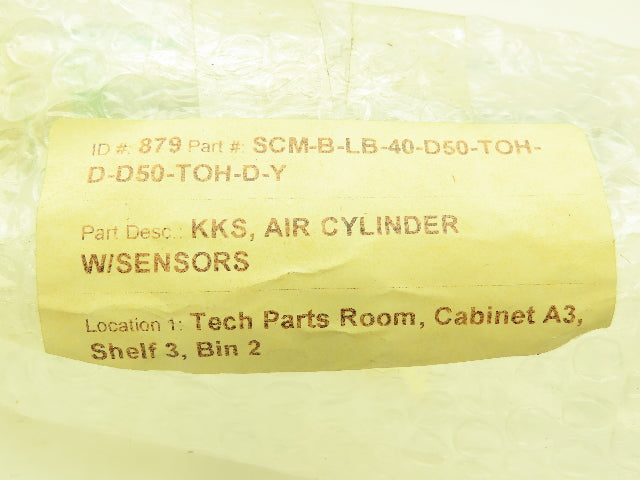 ID #: 879 Part #: SCM-B-LB-40-D50-TOH-
D-D50-TOH-D-Y
Part Desc.: KKS, AIR CYLINDER
W/SENSORS
Location 1: Tech Parts Room, Cabinet A3,
Shelf 3, Bin 2